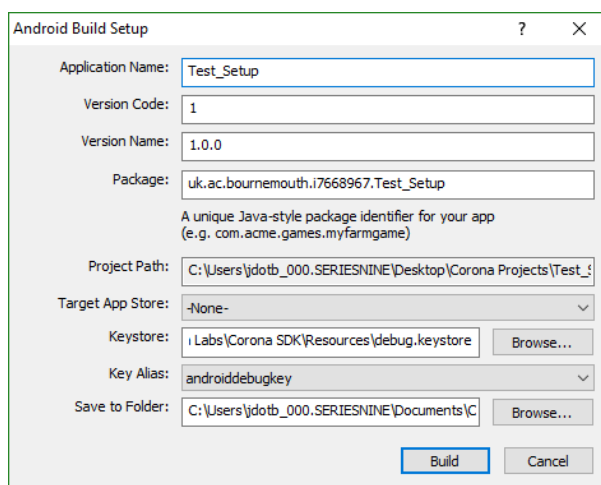 Android Build Setup ?
Application Name: Test_Setup
Version Code: 1
Version Name: 1.0.0
Package: uk.ac.bournemouth.i7668967.Test_Setup
A unique Java-style package identifier for your app
(e.g. com.acme.games.myfarmgame)
Project Path: C:\Users\jdotb_000.SERIESNINE\Desktop\Corona Projects\Test_
Target App Store: -None-
Keystore: Labs\Corona SDK\Resources\debug.keystore Browse...
Key Alias: androiddebugkey
Save to Folder: C:\Users\jdotb_000.SERIESNINE\Documents\C Browse...
Build Cancel